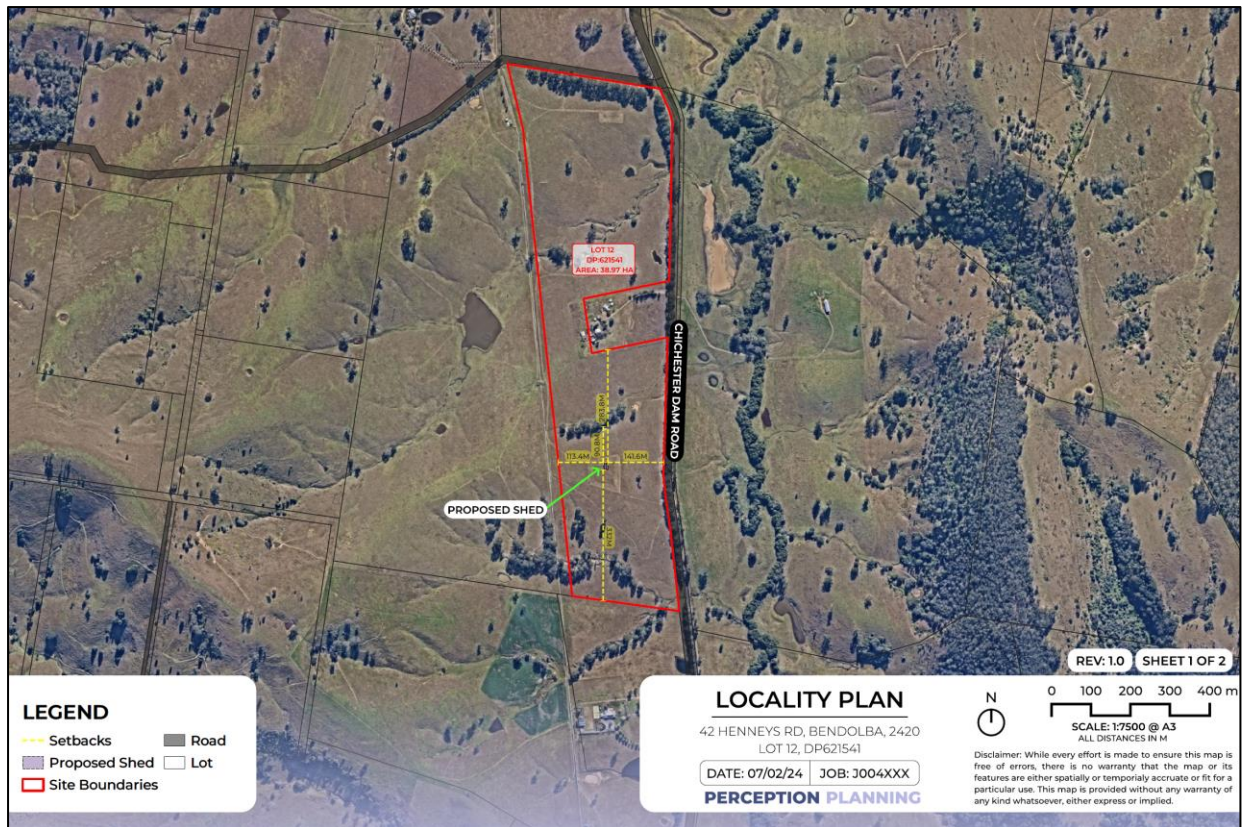 LOT 12
DP:621541
AREA: 38.97 HA
CHICHESTER DAM ROAD
90.8M
113.4M
141.6M
PROPOSED SHED
REV: 1.0
SHEET 1 OF 2
LEGEND
Setbacks
Road
Proposed Shed
Lot
Site Boundaries
LOCALITY PLAN
42 HENNEYS RD, BENDOLBA, 2420
LOT 12, DP621541
DATE: 07/02/24
JOB: J004XXX
PERCEPTION PLANNING
N
0 100 200 300 400 m
SCALE: 1:7500 @ A3
ALL DISTANCES IN M
Disclaimer: While every effort is made to ensure this map is
free of errors, there is no warranty that the map or its
features are either spatially or temporialy accruate or fit for a
particular use. This map is provided without any warranty of
any kind whatsoever, either express or implied.